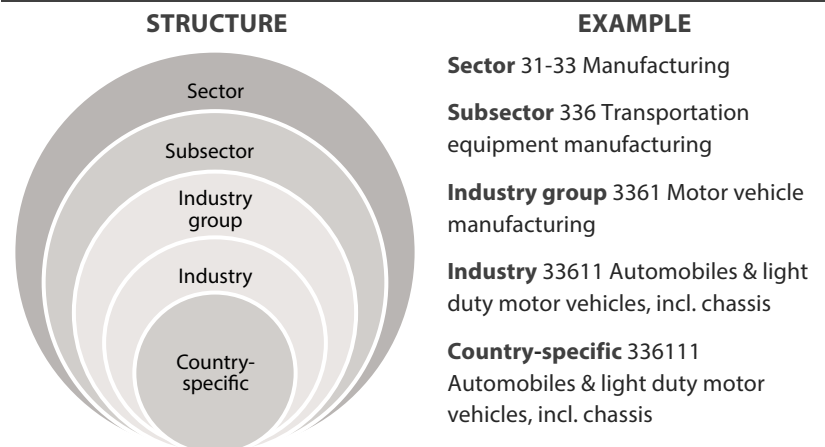 STRUCTURE
Sector
Subsector
Industry
group
Industry
Country-
specific
EXAMPLE
Sector 31-33 Manufacturing
Subsector 336 Transportation
equipment manufacturing
Industry group 3361 Motor vehicle
manufacturing
Industry 33611 Automobiles & light
duty motor vehicles, incl. chassis
Country-specific 336111
Automobiles & light duty motor
vehicles, incl. chassis